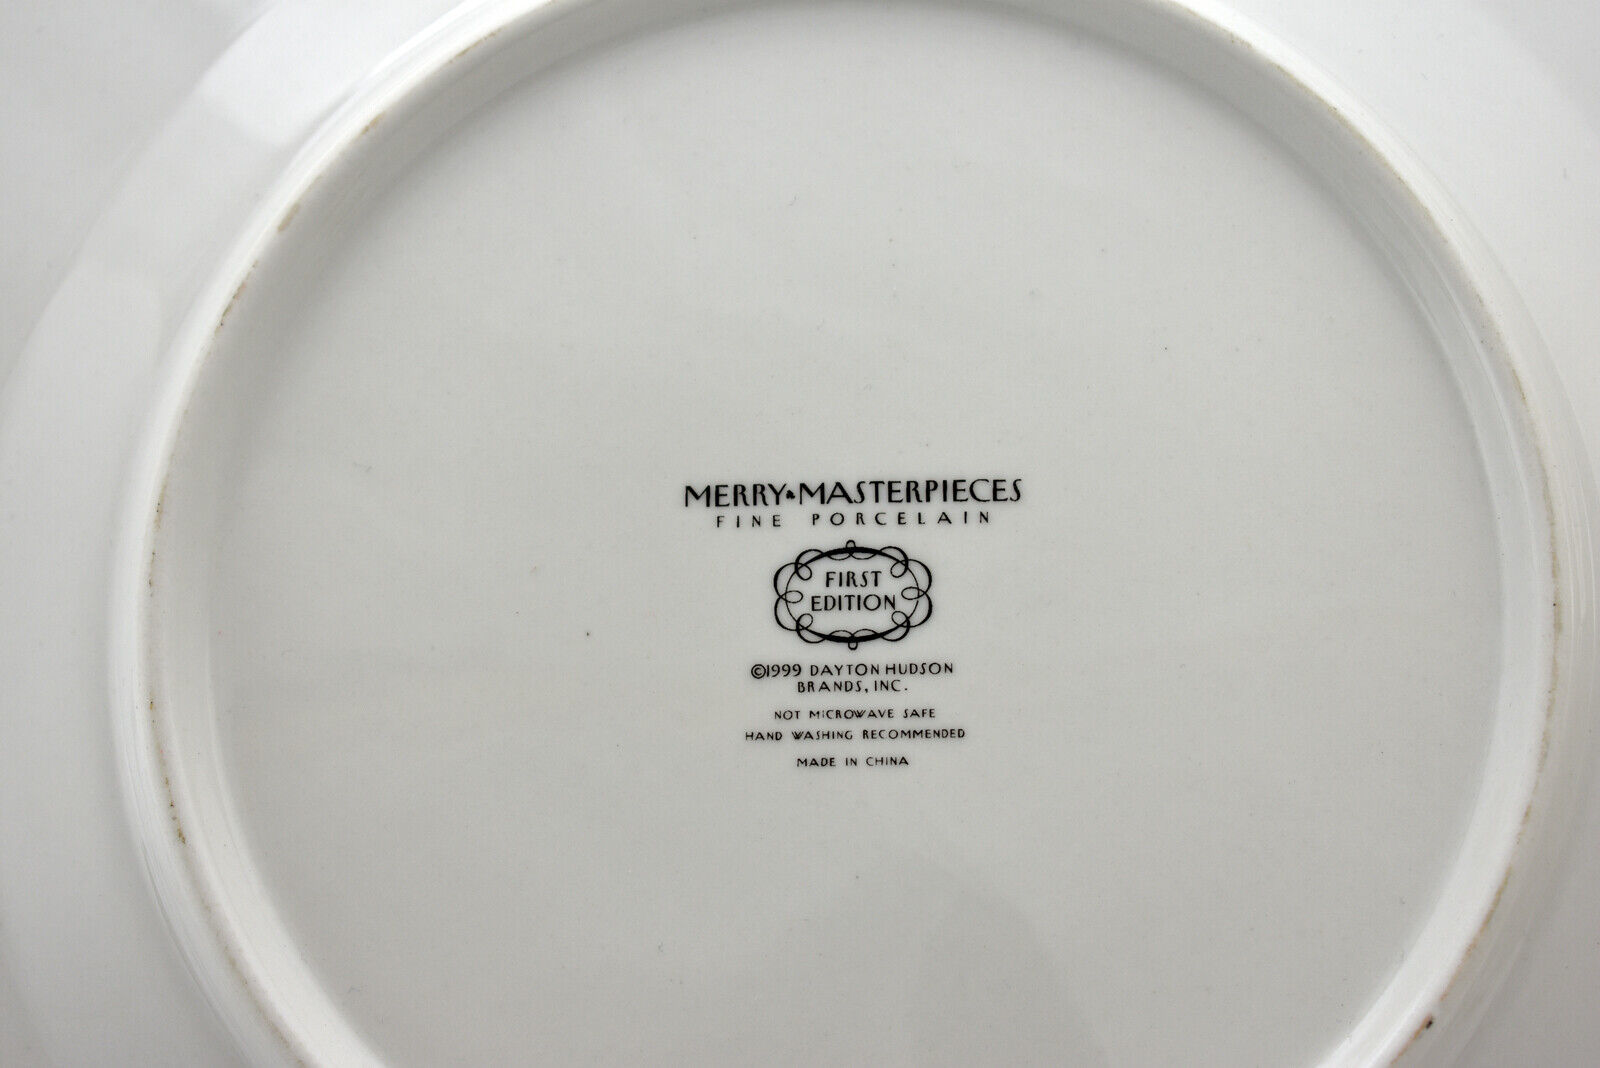 MERRY MASTERPIECES
FINE PORCELAIN
FIRST
EDITION
©1999 DAYTON HUDSON
BRANDS, INC.
NOT MICROWAVE SAFE
HAND WASHING RECOMMENDED
MADE IN CHINA